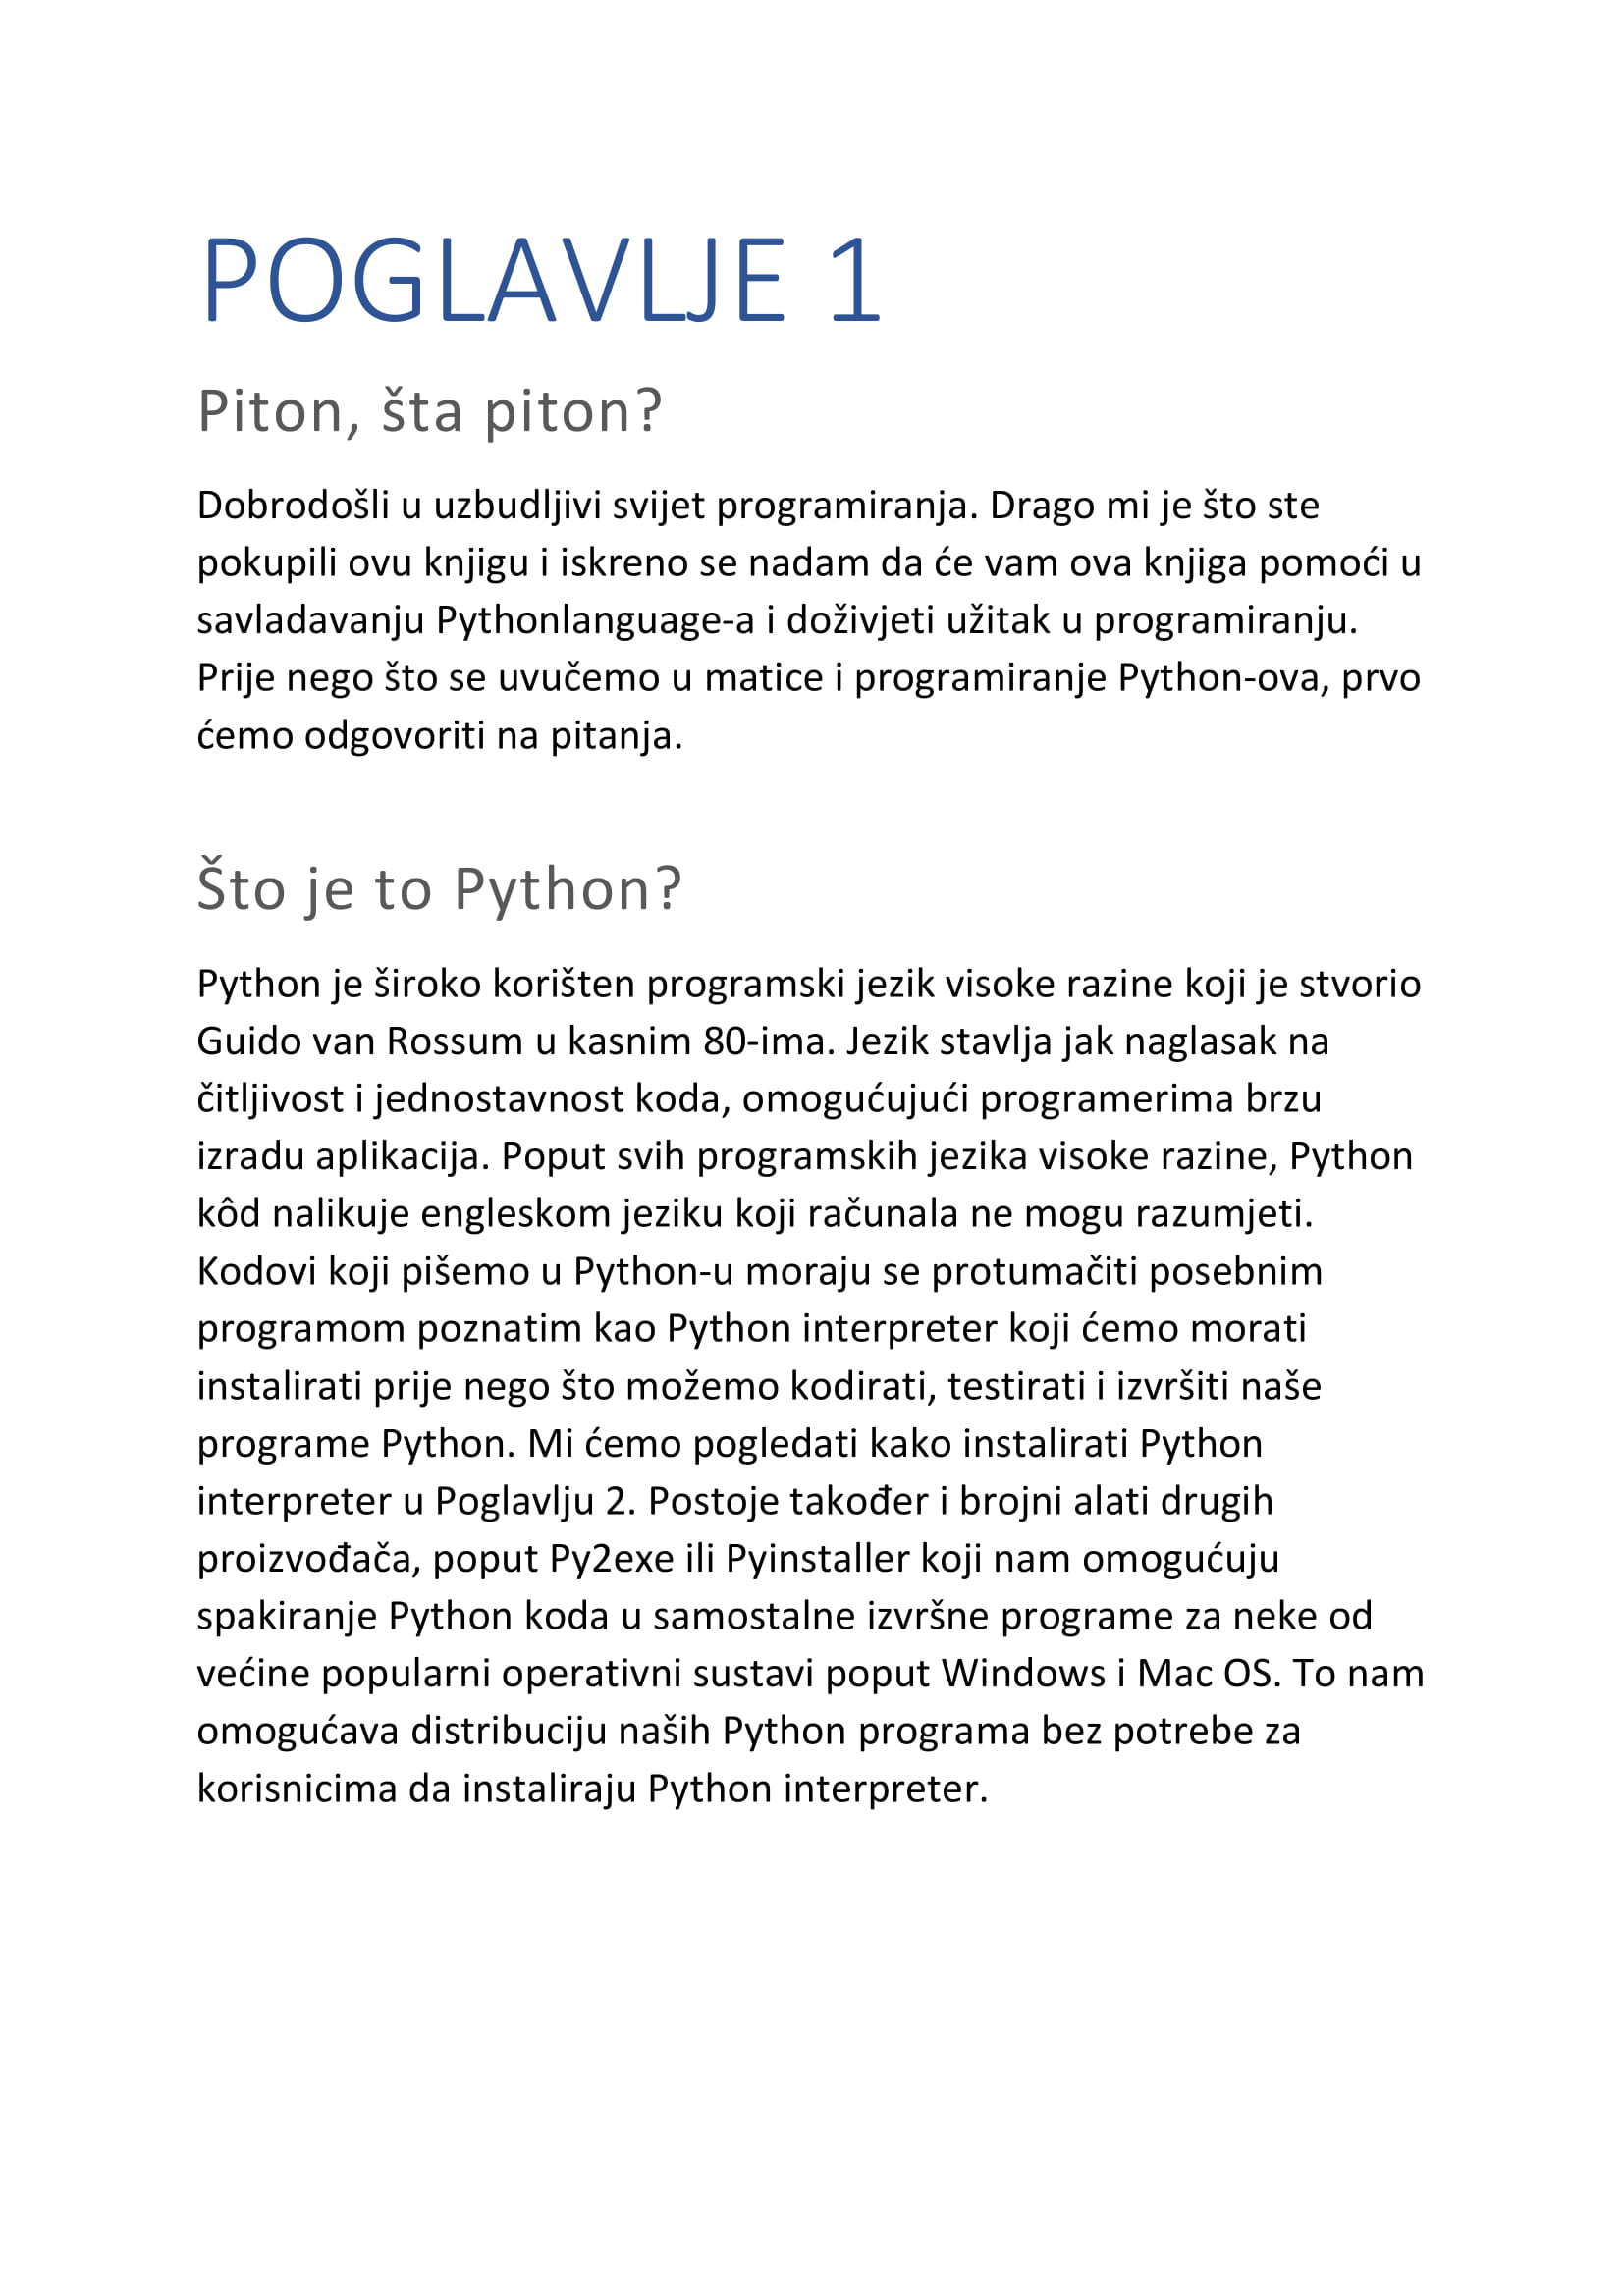 POGLAVLJE 1
Piton, šta piton?
Dobrodošli u uzbudljivi svijet programiranja. Drago mi je što ste
pokupili ovu knjigu i iskreno se nadam da će vam ova knjiga pomoći u
savladavanju Pythonlanguage-a i doživjeti užitak u programiranju.
Prije nego što se uvučemo u matice i programiranje Python-ova, prvo
ćemo odgovoriti na pitanja.
Što je to Python?
Python je široko korišten programski jezik visoke razine koji je stvorio
Guido van Rossum u kasnim 80-ima. Jezik stavlja jak naglasak na
čitljivost i jednostavnost koda, omogućujući programerima brzu
izradu aplikacija. Poput svih programskih jezika visoke razine, Python
kôd nalikuje engleskom jeziku koji računala ne mogu razumjeti.
Kodovi koji pišemo u Python-u moraju se protumačiti posebnim
programom poznatim kao Python interpreter koji ćemo morati
instalirati prije nego što možemo kodirati, testirati i izvršiti naše
programe Python. Mi ćemo pogledati kako instalirati Python
interpreter u Poglavlju 2. Postoje također i brojni alati drugih
proizvođača, poput Py2exe ili Pyinstaller koji nam omogućuju
spakiranje Python koda u samostalne izvršne programe za neke od
većine popularni operativni sustavi poput Windows i Mac OS. To nam
omogućava distribuciju naših Python programa bez potrebe za
korisnicima da instaliraju Python interpreter.